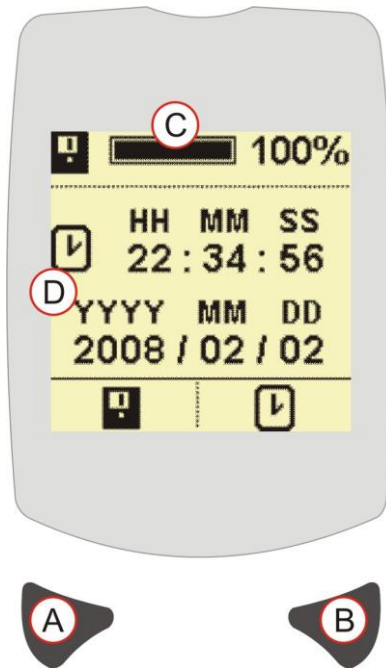 C
100%
HH MM SS
22 : 34 : 56
D
YYYY MM DD
2008 / 02 / 02
A B